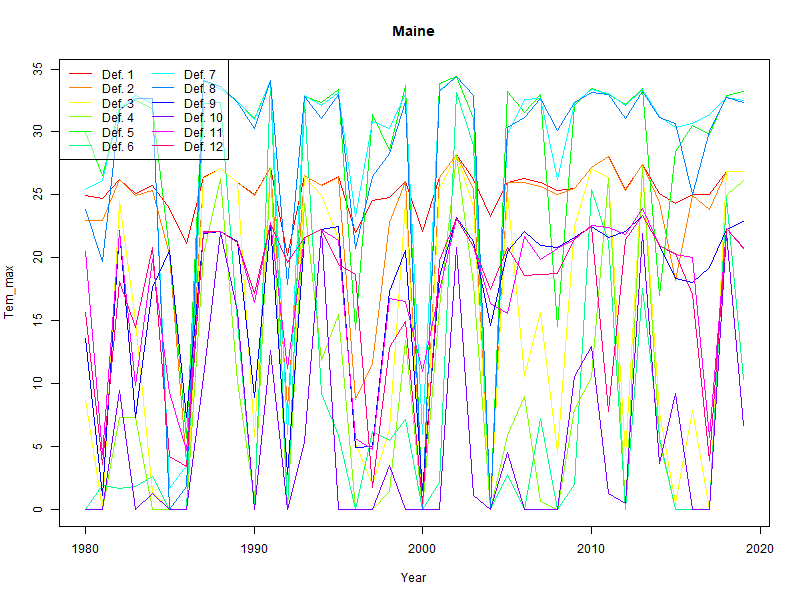 Maine
Tem_max
35
30
25
20
15
10
5
0
Def. 1 Def. 7
Def. 2 Def. 8
Def. 3 Def. 9
Def. 4 Def. 10
Def. 5 Def. 11
Def. 6 Def. 12
1980 1990 2000 2010 2020
Year